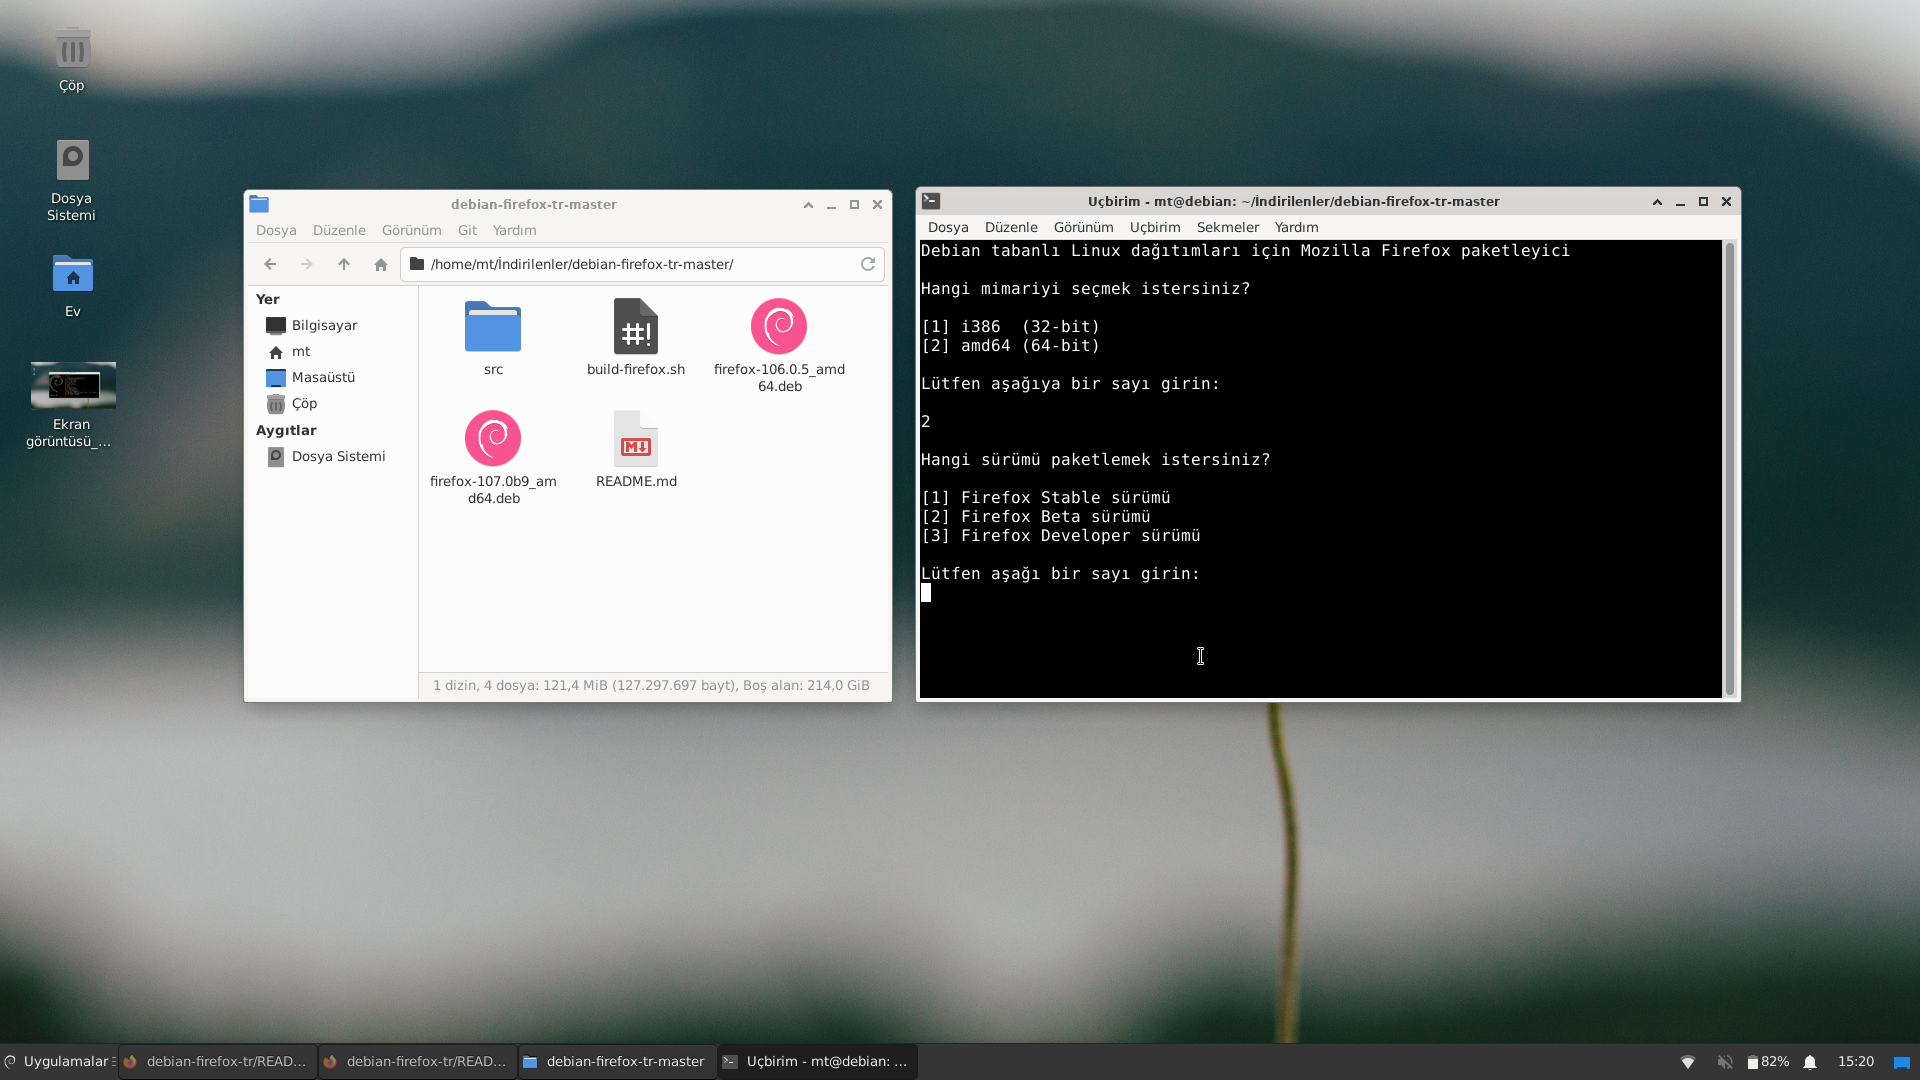 Çöp
Dosya
Sistemi
Ev
Ekran
görüntüsü_...
debian-firefox-tr-master
Dosya Düzenle Görünüm Git Yardım
/home/mt/İndirilenler/debian-firefox-tr-master/
Yer
Bilgisayar
mt
Masaüstü
Çöp
Aygıtlar
Dosya Sistemi
src
build-firefox.sh
firefox-106.0.5_amd
64.deb
firefox-107.0b9_am
d64.deb
README.md
1 dizin, 4 dosya: 121,4 MiB (127.297.697 bayt), Boş alan: 214,0 GiB
Uçbirim - mt@debian: ~/İndirilenler/debian-firefox-tr-master
Dosya Düzenle Görünüm Uçbirim Sekmeler Yardım
Debian tabanlı Linux dağıtımları için Mozilla Firefox paketleyici
Hangi mimariyi seçmek istersiniz?
[1] i386  (32-bit)
[2] amd64 (64-bit)
Lütfen aşağıya bir sayı girin:
2
Hangi sürümü paketlemek istersiniz?
[1] Firefox Stable sürümü
[2] Firefox Beta sürümü
[3] Firefox Developer sürümü
Lütfen aşağı bir sayı girin:
Uygulamalar debian-firefox-tr/READ... debian-firefox-tr/READ... debian-firefox-tr-master Uçbirim - mt@debian: ... 82% 15:20